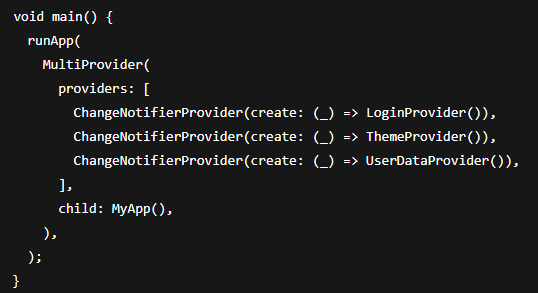 void main() {
  runApp(
    MultiProvider(
      providers: [
        ChangeNotifierProvider(create: (_) => LoginProvider()),
        ChangeNotifierProvider(create: (_) => ThemeProvider()),
        ChangeNotifierProvider(create: (_) => UserDataProvider()),
      ],
      child: MyApp(),
    ),
  );
}